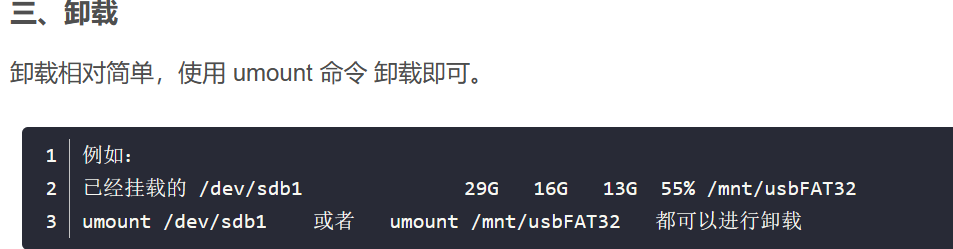 三、卸载
卸载相对简单，使用 umount 命令 卸载即可。
1 例如：
2 已经挂载的 /dev/sdb1 29G 16G 13G 55% /mnt/usbFAT32
3 umount /dev/sdb1 或者 umount /mnt/usbFAT32 都可以进行卸载